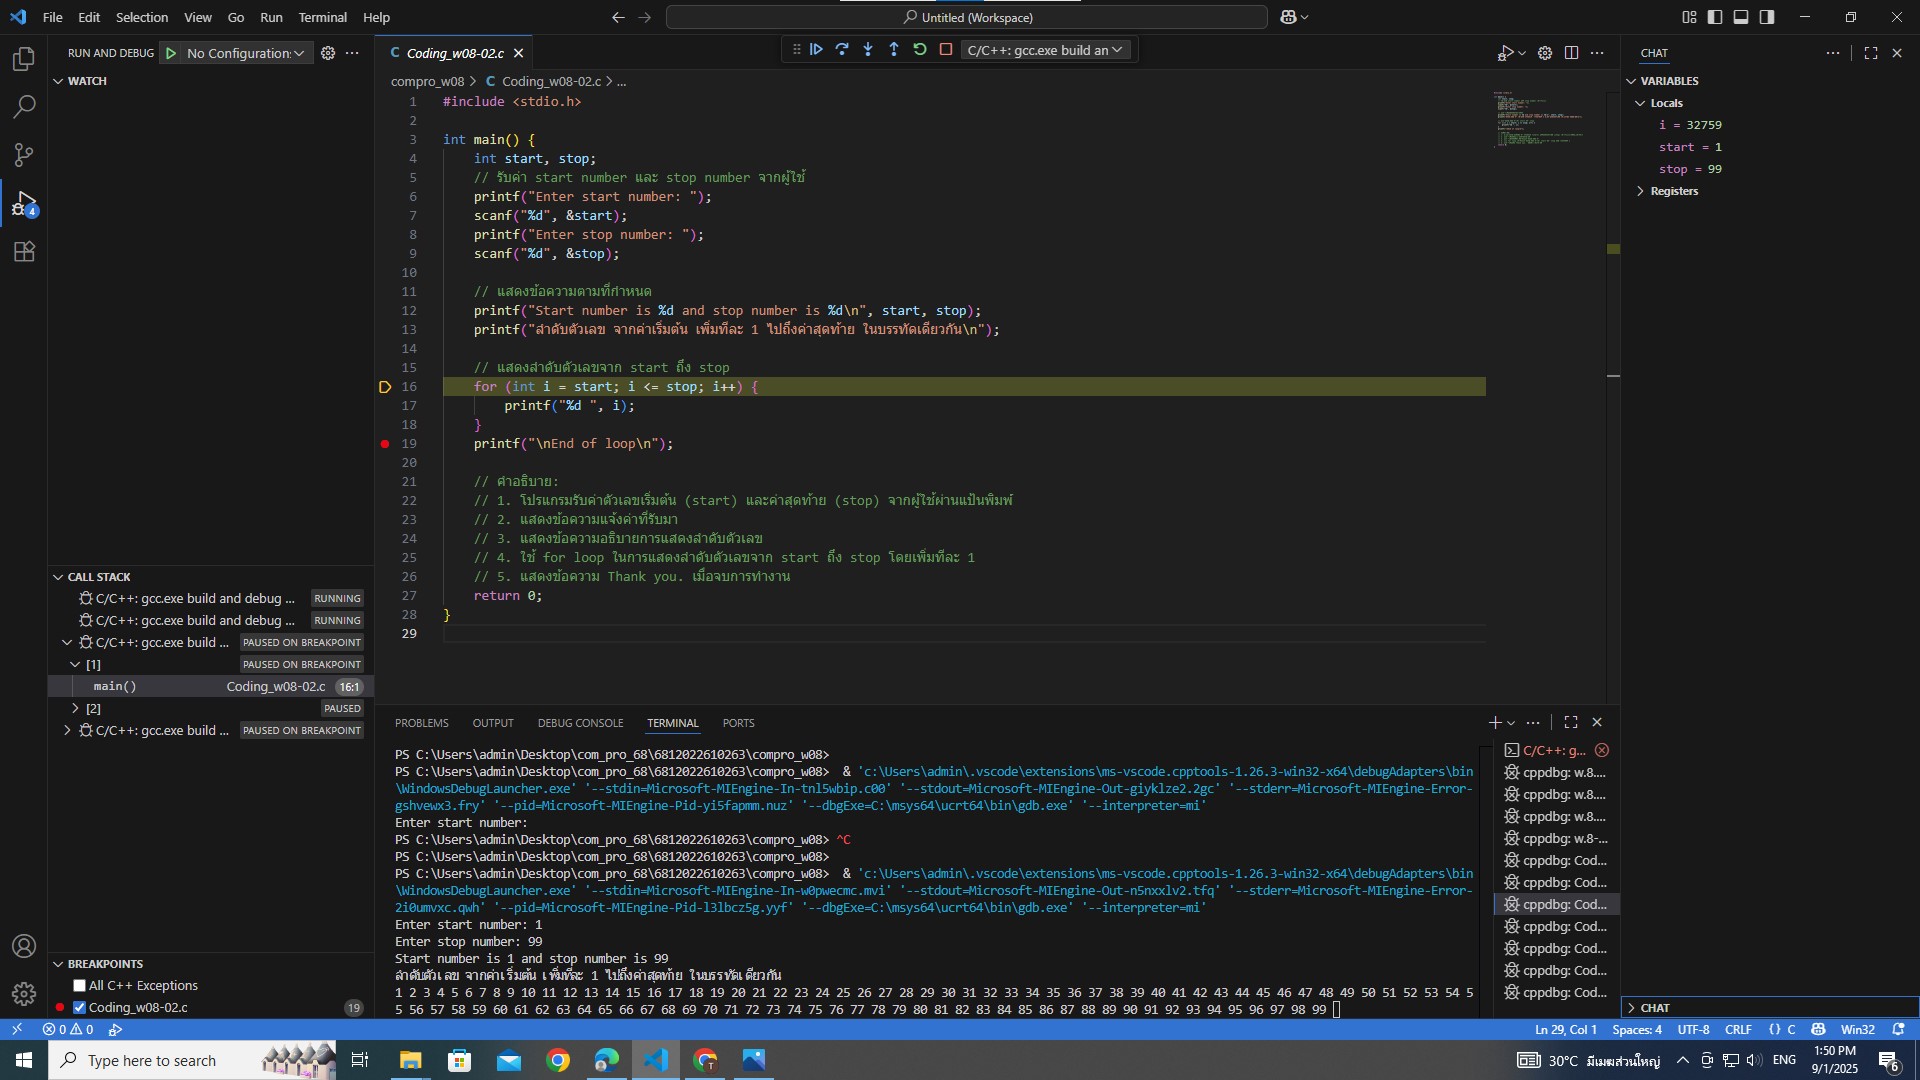 File Edit Selection View Go Run Terminal Help
Untitled (Workspace)
RUN AND DEBUG
No Configuration:
WATCH
CALL STACK
C/C++: gcc.exe build and debug ... RUNNING
C/C++: gcc.exe build and debug ... RUNNING
C/C++: gcc.exe build ... PAUSED ON BREAKPOINT
[1] PAUSED ON BREAKPOINT
main() Coding_w08-02.c 16:1
[2] PAUSED
C/C++: gcc.exe build ... PAUSED ON BREAKPOINT
BREAKPOINTS
All C++ Exceptions
Coding_w08-02.c 19
4
Coding_w08-02.c
C/C++: gcc.exe build an
compro_w08 > C Coding_w08-02.c > ...
1 #include <stdio.h>
2
3 int main() {
4 int start, stop;
5 // รับค่า start number และ stop number จากผู้ใช้
6 printf("Enter start number: ");
7 scanf("%d", &start);
8 printf("Enter stop number: ");
9 scanf("%d", &stop);
10
11 // แสดงข้อความตามที่กำหนด
12 printf("Start number is %d and stop number is %d\n", start, stop);
13 printf("ลำดับตัวเลข จากค่าเริ่มต้น เพิ่มทีละ 1 ไปถึงค่าสุดท้าย ในบรรทัดเดียวกัน\n");
14
15 // แสดงลำดับตัวเลขจาก start ถึง stop
16 for (int i = start; i <= stop; i++) {
17 printf("%d ", i);
18 }
19 printf("\nEnd of loop\n");
20
21 // คำอธิบาย:
22 // 1. โปรแกรมรับค่าตัวเลขเริ่มต้น (start) และค่าสุดท้าย (stop) จากผู้ใช้ผ่านแป้นพิมพ์
23 // 2. แสดงข้อความแจ้งค่าที่รับมา
24 // 3. แสดงข้อความอธิบายการแสดงลำดับตัวเลข
25 // 4. ใช้ for loop ในการแสดงลำดับตัวเลขจาก start ถึง stop โดยเพิ่มทีละ 1
26 // 5. แสดงข้อความ Thank you. เมื่อจบการทำงาน
27 return 0;
28 }
29
PROBLEMS OUTPUT DEBUG CONSOLE TERMINAL PORTS
PS C:\Users\admin\Desktop\com_pro_68\6812022610263\compro_w08>
PS C:\Users\admin\Desktop\com_pro_68\6812022610263\compro_w08> & 'c:\Users\admin\.vscode\extensions\ms-vscode.cpptools-1.26.3-win32-x64\debugAdapters\bin
\WindowsDebugLauncher.exe' '--stdin=Microsoft-MIEngine-In-tnl5wbip.c00' '--stdout=Microsoft-MIEngine-Out-giyklze2.2gc' '--stderr=Microsoft-MIEngine-Error-
gshvewx3.fry' '--pid=Microsoft-MIEngine-Pid-yi5fapmm.nuz' '--dbgExe=C:\msys64\ucrt64\bin\gdb.exe' '--interpreter=mi'
Enter start number:
PS C:\Users\admin\Desktop\com_pro_68\6812022610263\compro_w08> ^C
PS C:\Users\admin\Desktop\com_pro_68\6812022610263\compro_w08>
PS C:\Users\admin\Desktop\com_pro_68\6812022610263\compro_w08> & 'c:\Users\admin\.vscode\extensions\ms-vscode.cpptools-1.26.3-win32-x64\debugAdapters\bin
\WindowsDebugLauncher.exe' '--stdin=Microsoft-MIEngine-In-w0pwecmc.mvi' '--stdout=Microsoft-MIEngine-Out-n5nxxlv2.tfq' '--stderr=Microsoft-MIEngine-Error-
2i0umvxc.qwh' '--pid=Microsoft-MIEngine-Pid-l3lbcz5g.yyf' '--dbgExe=C:\msys64\ucrt64\bin\gdb.exe' '--interpreter=mi'
Enter start number: 1
Enter stop number: 99
Start number is 1 and stop number is 99
ลำดับตัวเลข จากค่าเริ่มต้น เพิ่มทีละ 1 ไปถึงค่าสุดท้าย ในบรรทัดเดียวกัน
1 2 3 4 5 6 7 8 9 10 11 12 13 14 15 16 17 18 19 20 21 22 23 24 25 26 27 28 29 30 31 32 33 34 35 36 37 38 39 40 41 42 43 44 45 46 47 48 49 50 51 52 53 54 5
5 56 57 58 59 60 61 62 63 64 65 66 67 68 69 70 71 72 73 74 75 76 77 78 79 80 81 82 83 84 85 86 87 88 89 90 91 92 93 94 95 96 97 98 99
C/C++: g...
cppdbg: w.8....
cppdbg: w.8....
cppdbg: w.8....
cppdbg: w.8-...
cppdbg: Cod...
cppdbg: Cod...
cppdbg: Cod...
cppdbg: Cod...
cppdbg: Cod...
cppdbg: Cod...
cppdbg: Cod...
CHAT
VARIABLES
Locals
i = 32759
start = 1
stop = 99
Registers
CHAT
0 0
Ln 29, Col 1 Spaces: 4 UTF-8 CRLF {} C Win32
Type here to search
30°C มีเมฆส่วนใหญ่ ENG
1:50 PM
9/1/2025
6